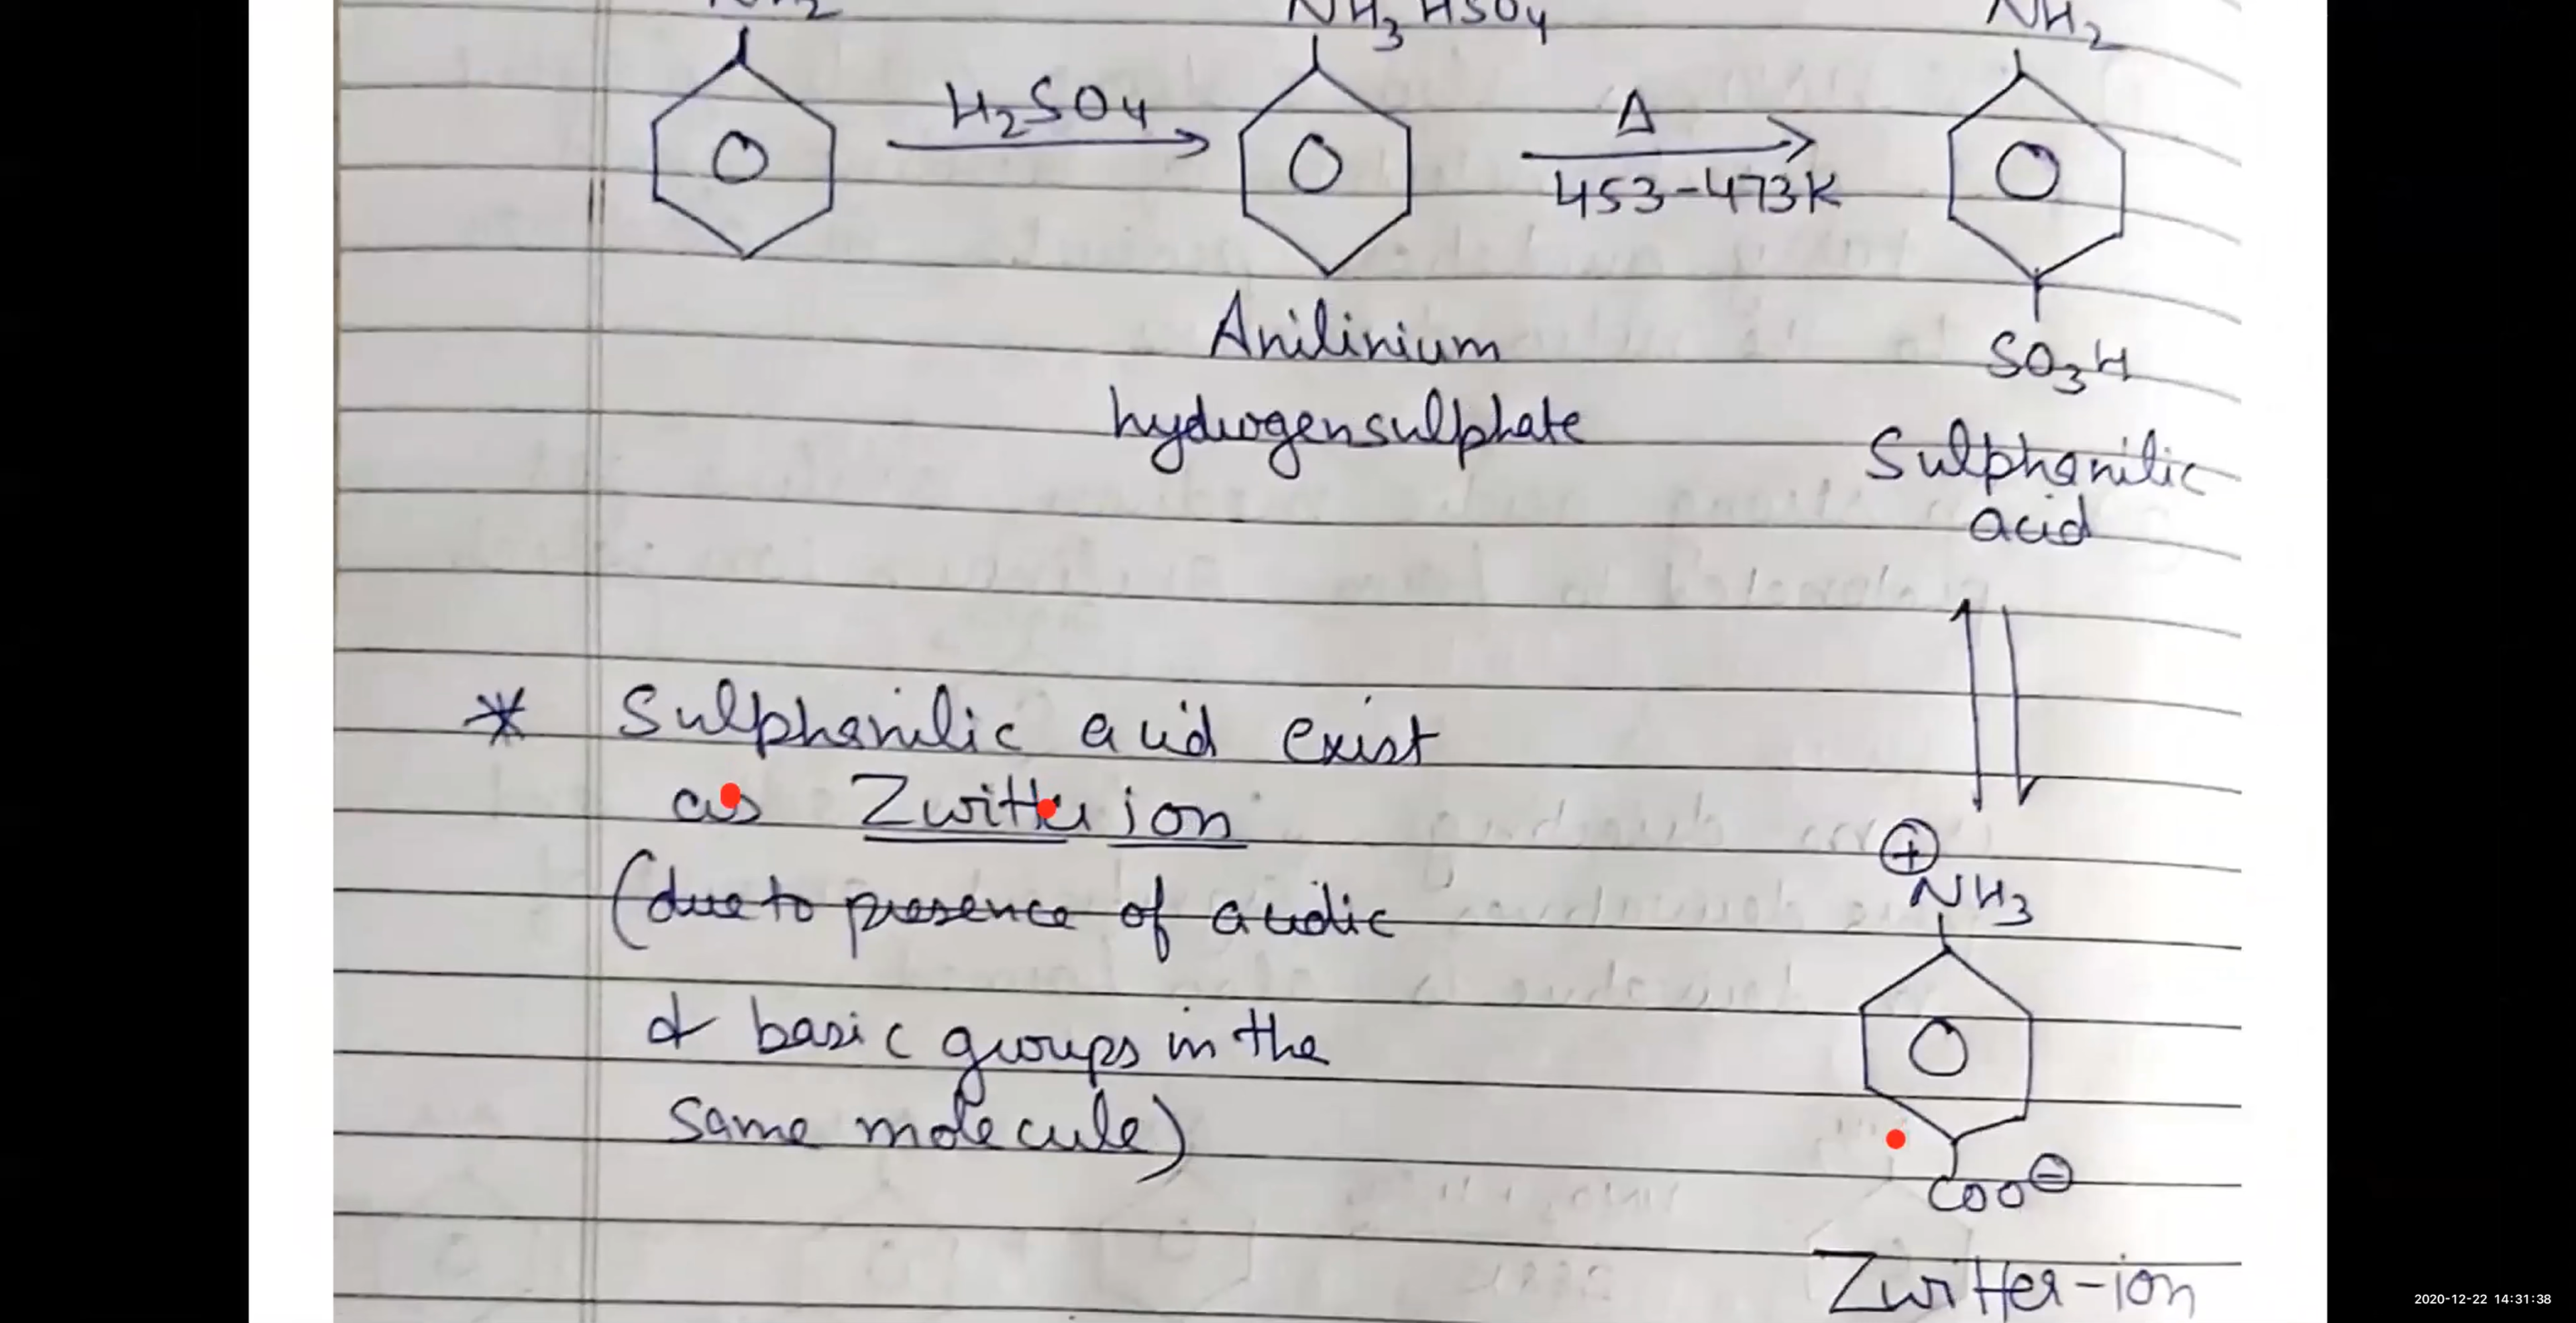 NH2 NH3 HSO4 NH2
H2SO4 Δ
453-473K
Anilinium
hydrogensulphate
SO3H
Sulphanilic
acid
* Sulphanilic acid exist
as Zwitter ion
(due to presence of acidic
& basic groups in the
same molecule)
⊕
NH3
COO⊖
Zwitter-ion
2020-12-22 14:31:38